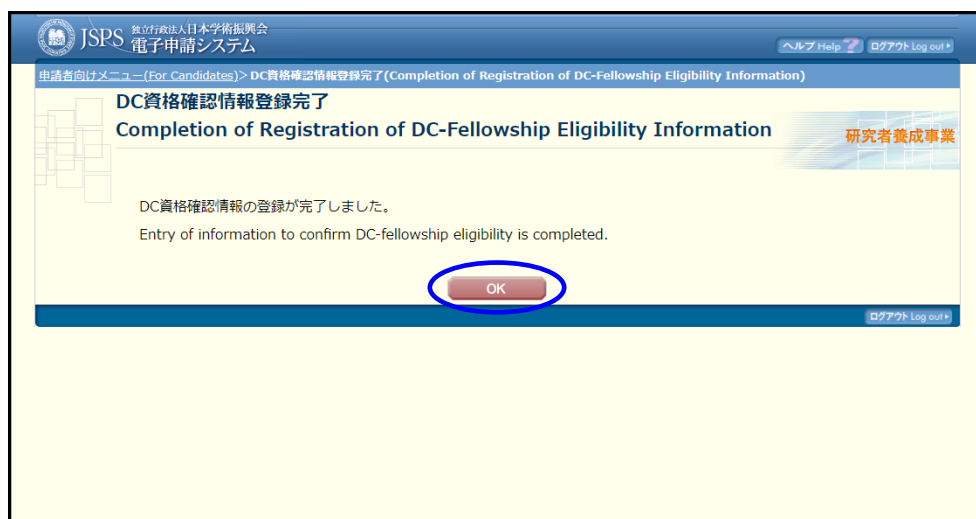 JSPS 独立行政法人日本学術振興会
電子申請システム
ヘルプ Help ? ログアウト Log out
申請者向けメニュー(For Candidates)> DC資格確認情報登録完了(Completion of Registration of DC-Fellowship Eligibility Information)
DC資格確認情報登録完了
Completion of Registration of DC-Fellowship Eligibility Information
研究者養成事業
DC資格確認情報の登録が完了しました。
Entry of information to confirm DC-fellowship eligibility is completed.
OK
ログアウト Log out